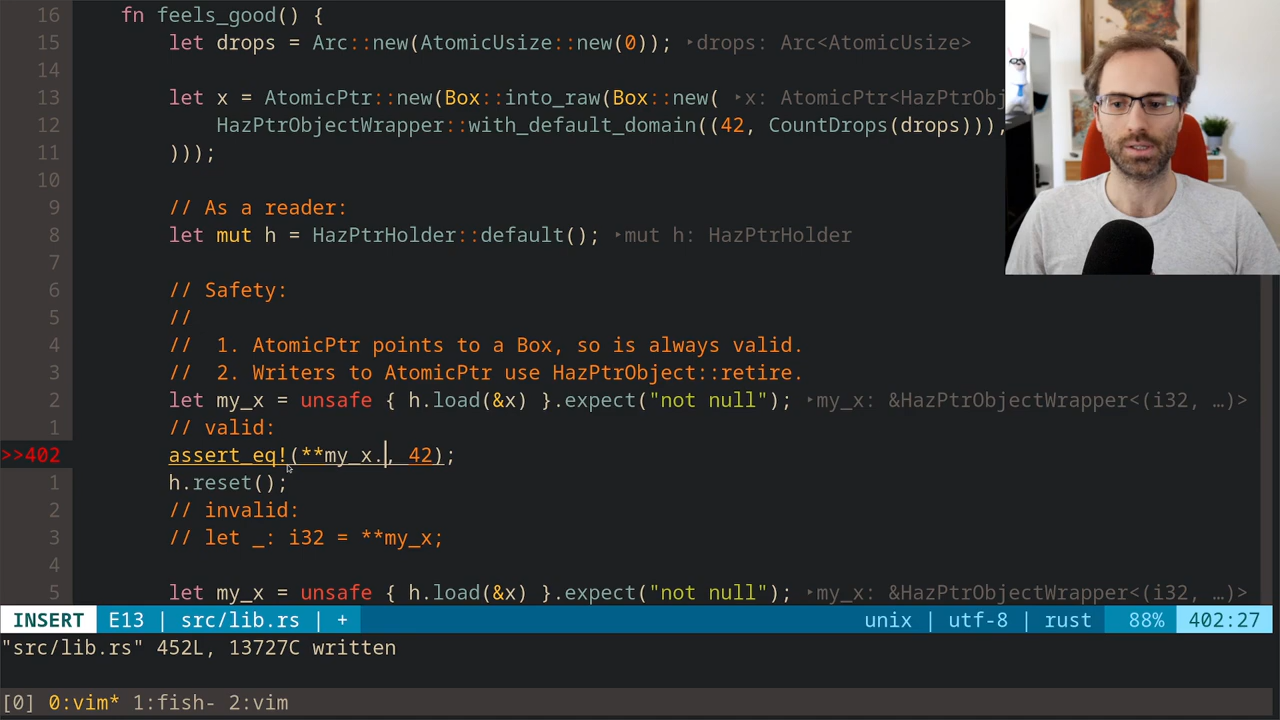 16 fn feels_good() {
15 let drops = Arc::new(AtomicUsize::new(0)); ‣drops: Arc<AtomicUsize>
14
13 let x = AtomicPtr::new(Box::into_raw(Box::new( ‣x: AtomicPtr<HazPtrObj
12 HazPtrObjectWrapper::with_default_domain((42, CountDrops(drops))),
11 )));
10
9 // As a reader:
8 let mut h = HazPtrHolder::default(); ‣mut h: HazPtrHolder
7
6 // Safety:
5 //
4 //  1. AtomicPtr points to a Box, so is always valid.
3 //  2. Writers to AtomicPtr use HazPtrObject::retire.
2 let my_x = unsafe { h.load(&x) }.expect("not null"); ‣my_x: &HazPtrObjectWrapper<(i32, …)>
1 // valid:
>>402 assert_eq!(**my_x., 42);
1 h.reset();
2 // invalid:
3 // let _: i32 = **my_x;
4
5 let my_x = unsafe { h.load(&x) }.expect("not null"); ‣my_x: &HazPtrObjectWrapper<(i32, …)>
INSERT E13 | src/lib.rs | + unix | utf-8 | rust 88% 402:27
"src/lib.rs" 452L, 13727C written
[0] 0:vim* 1:fish- 2:vim